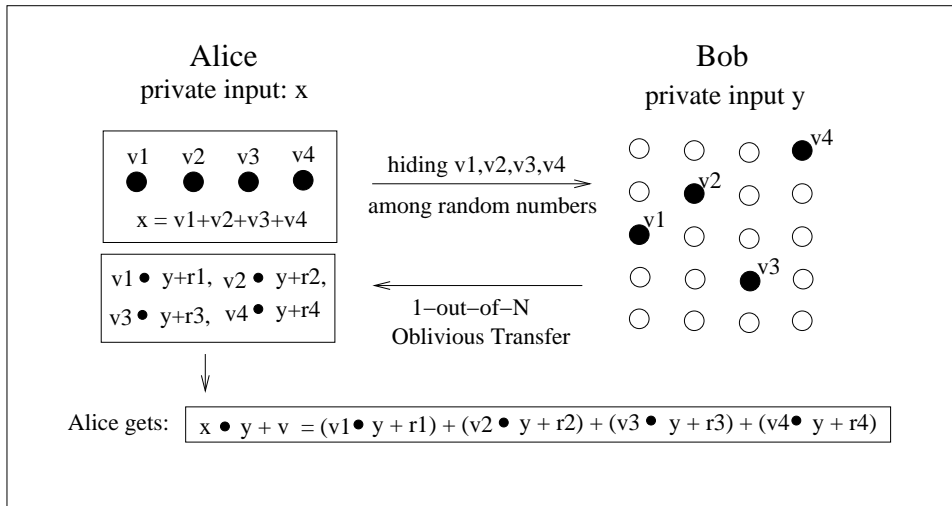 Alice
private input: x
v1 v2 v3 v4
x = v1+v2+v3+v4
hiding v1,v2,v3,v4
among random numbers
Bob
private input y
v4
v2
v1
v3
v1 • y+r1, v2 • y+r2,
v3 • y+r3, v4 • y+r4
1−out−of−N
Oblivious Transfer
Alice gets: x • y + v = (v1 • y + r1) + (v2 • y + r2) + (v3 • y + r3) + (v4 • y + r4)